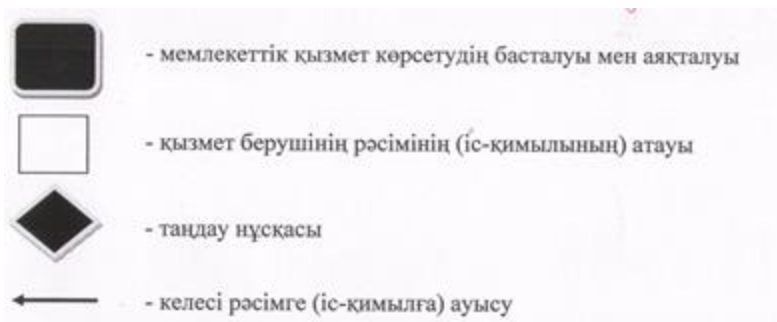 - мемлекеттік қызмет көрсетудің басталуы мен аяқталуы
- қызмет берушінің рәсімінің (іс-қимылының) атауы
- таңдау нұсқасы
- келесі рәсімге (іс-қимылға) ауысу